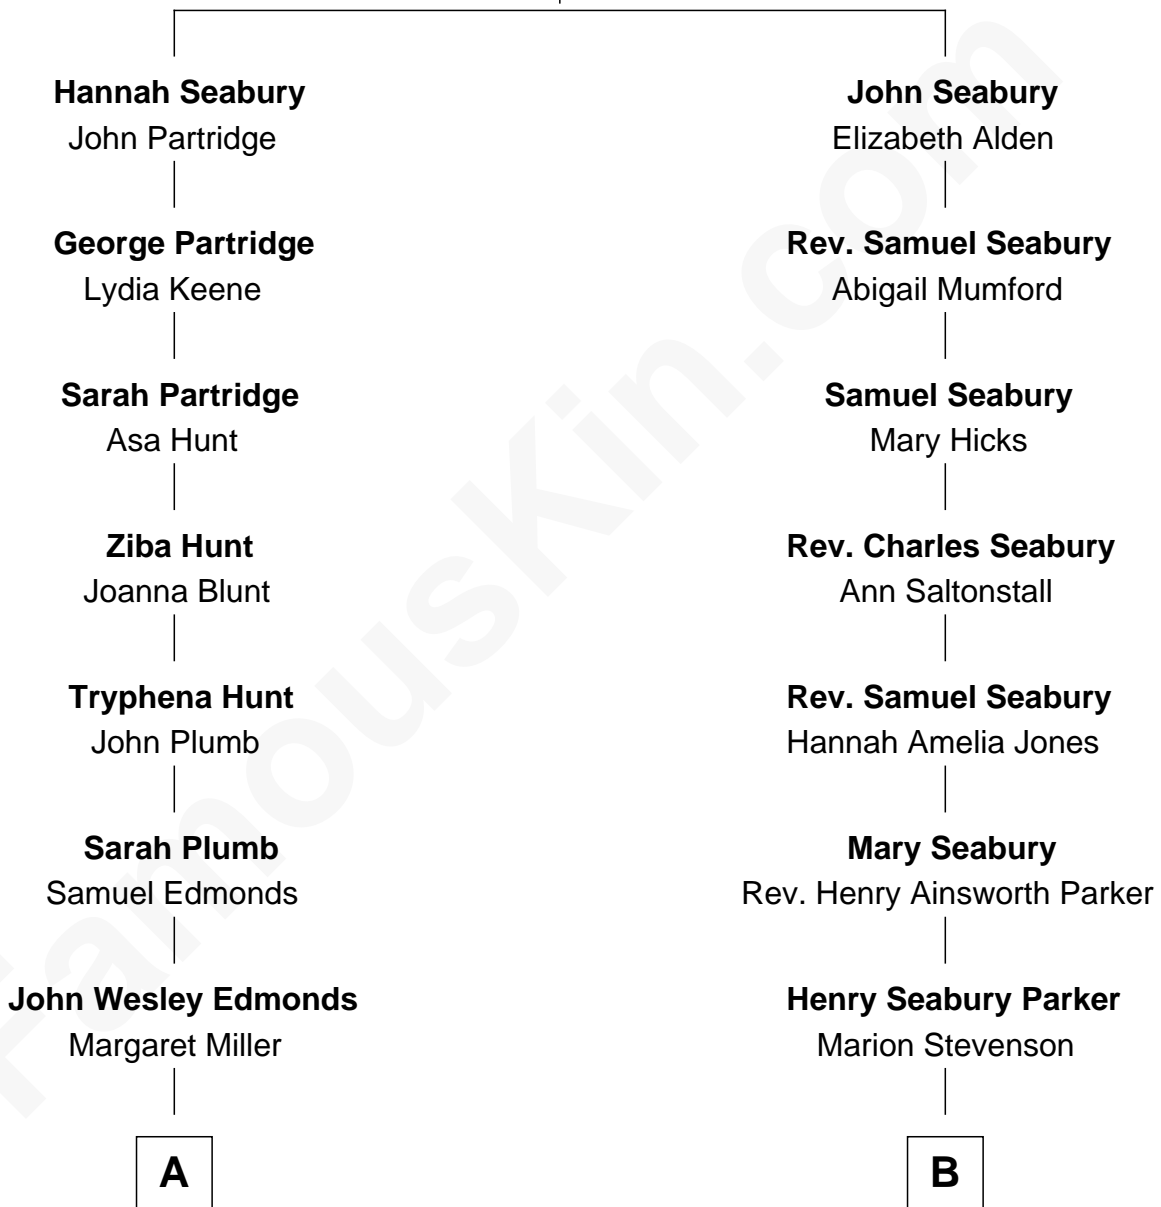 Hannah Seabury
John Partridge
John Seabury
Elizabeth Alden
George Partridge
Lydia Keene
Rev. Samuel Seabury
Abigail Mumford
Sarah Partridge
Asa Hunt
Samuel Seabury
Mary Hicks
Ziba Hunt
Joanna Blunt
Rev. Charles Seabury
Ann Saltonstall
Tryphena Hunt
John Plumb
Rev. Samuel Seabury
Hannah Amelia Jones
Sarah Plumb
Samuel Edmonds
Mary Seabury
Rev. Henry Ainsworth Parker
John Wesley Edmonds
Margaret Miller
Henry Seabury Parker
Marion Stevenson
A
B
FamousKin.com